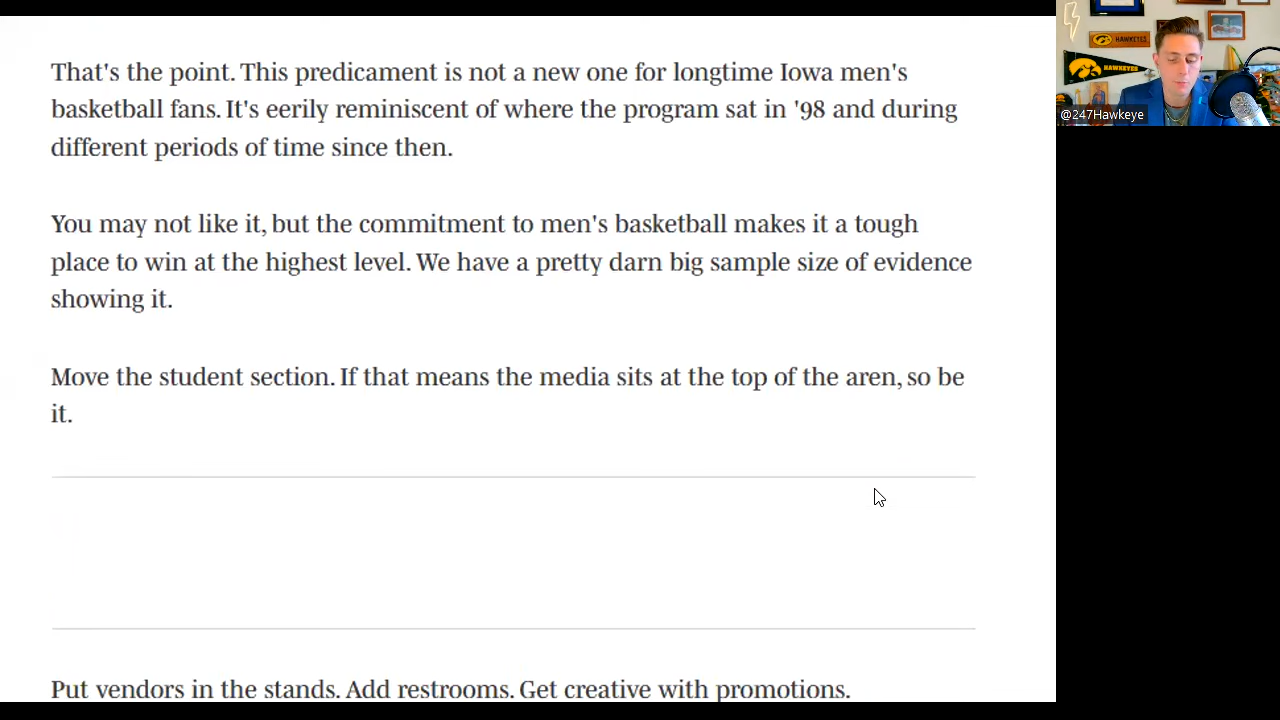 That's the point. This predicament is not a new one for longtime Iowa men's
basketball fans. It's eerily reminiscent of where the program sat in '98 and during
different periods of time since then.
You may not like it, but the commitment to men's basketball makes it a tough
place to win at the highest level. We have a pretty darn big sample size of evidence
showing it.
Move the student section. If that means the media sits at the top of the aren, so be
it.
Put vendors in the stands. Add restrooms. Get creative with promotions.
HAWKEYES
HAWKEYES
@247Hawkeye